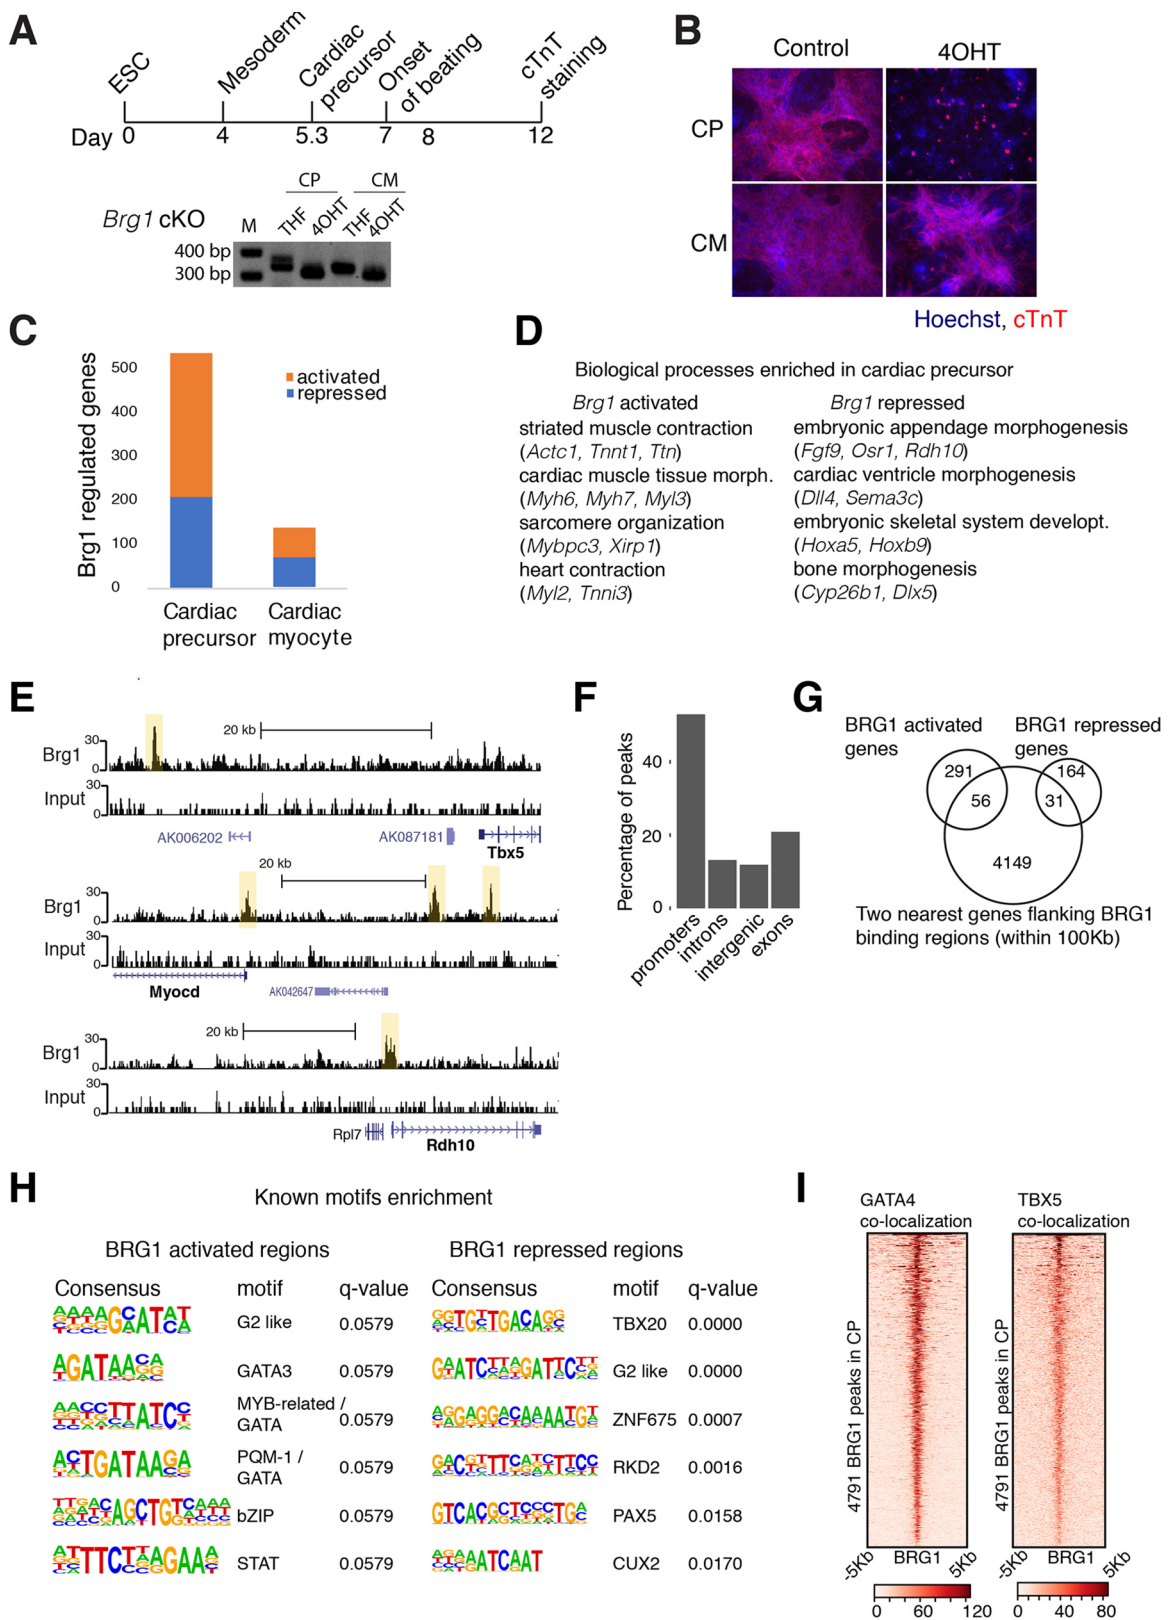 A
ESC
Mesoderm
Cardiac
precursor
Onset
of beating
cTnT
staining
Day 0 4 5.3 7 8 12
CP CM
Brg1 cKO M THF 4OHT THF 4OHT
400 bp
300 bp
B
Control 4OHT
CP
CM
Hoechst, cTnT
C
Brg1 regulated genes
500
400
300
200
100
0
activated
repressed
Cardiac
precursor
Cardiac
myocyte
D
Biological processes enriched in cardiac precursor
Brg1 activated
striated muscle contraction
(Actc1, Tnnt1, Ttn)
cardiac muscle tissue morph.
(Myh6, Myh7, Myl3)
sarcomere organization
(Mybpc3, Xirp1)
heart contraction
(Myl2, Tnni3)
Brg1 repressed
embryonic appendage morphogenesis
(Fgf9, Osr1, Rdh10)
cardiac ventricle morphogenesis
(Dll4, Sema3c)
embryonic skeletal system developt.
(Hoxa5, Hoxb9)
bone morphogenesis
(Cyp26b1, Dlx5)
E
20 kb
Brg1
30
0
Input
30
0
AK006202 AK087181
Tbx5
20 kb
Brg1
30
0
Input
30
0
Myocd
AK042647
20 kb
Brg1
30
0
Input
30
0
Rpl7
Rdh10
F
Percentage of peaks
40
20
0
promoters
introns
intergenic
exons
G
BRG1 activated
genes
BRG1 repressed
genes
291 164
56 31
4149
Two nearest genes flanking BRG1
binding regions (within 100Kb)
H
Known motifs enrichment
BRG1 activated regions
Consensus motif q-value
G2 like 0.0579
GATA3 0.0579
MYB-related /
GATA 0.0579
PQM-1 /
GATA 0.0579
bZIP 0.0579
STAT 0.0579
BRG1 repressed regions
Consensus motif q-value
TBX20 0.0000
G2 like 0.0000
ZNF675 0.0007
RKD2 0.0016
PAX5 0.0158
CUX2 0.0170
I
GATA4
co-localization
4791 BRG1 peaks in CP
-5Kb BRG1 5Kb
0 60 120
TBX5
co-localization
4791 BRG1 peaks in CP
-5Kb BRG1 5Kb
0 40 80